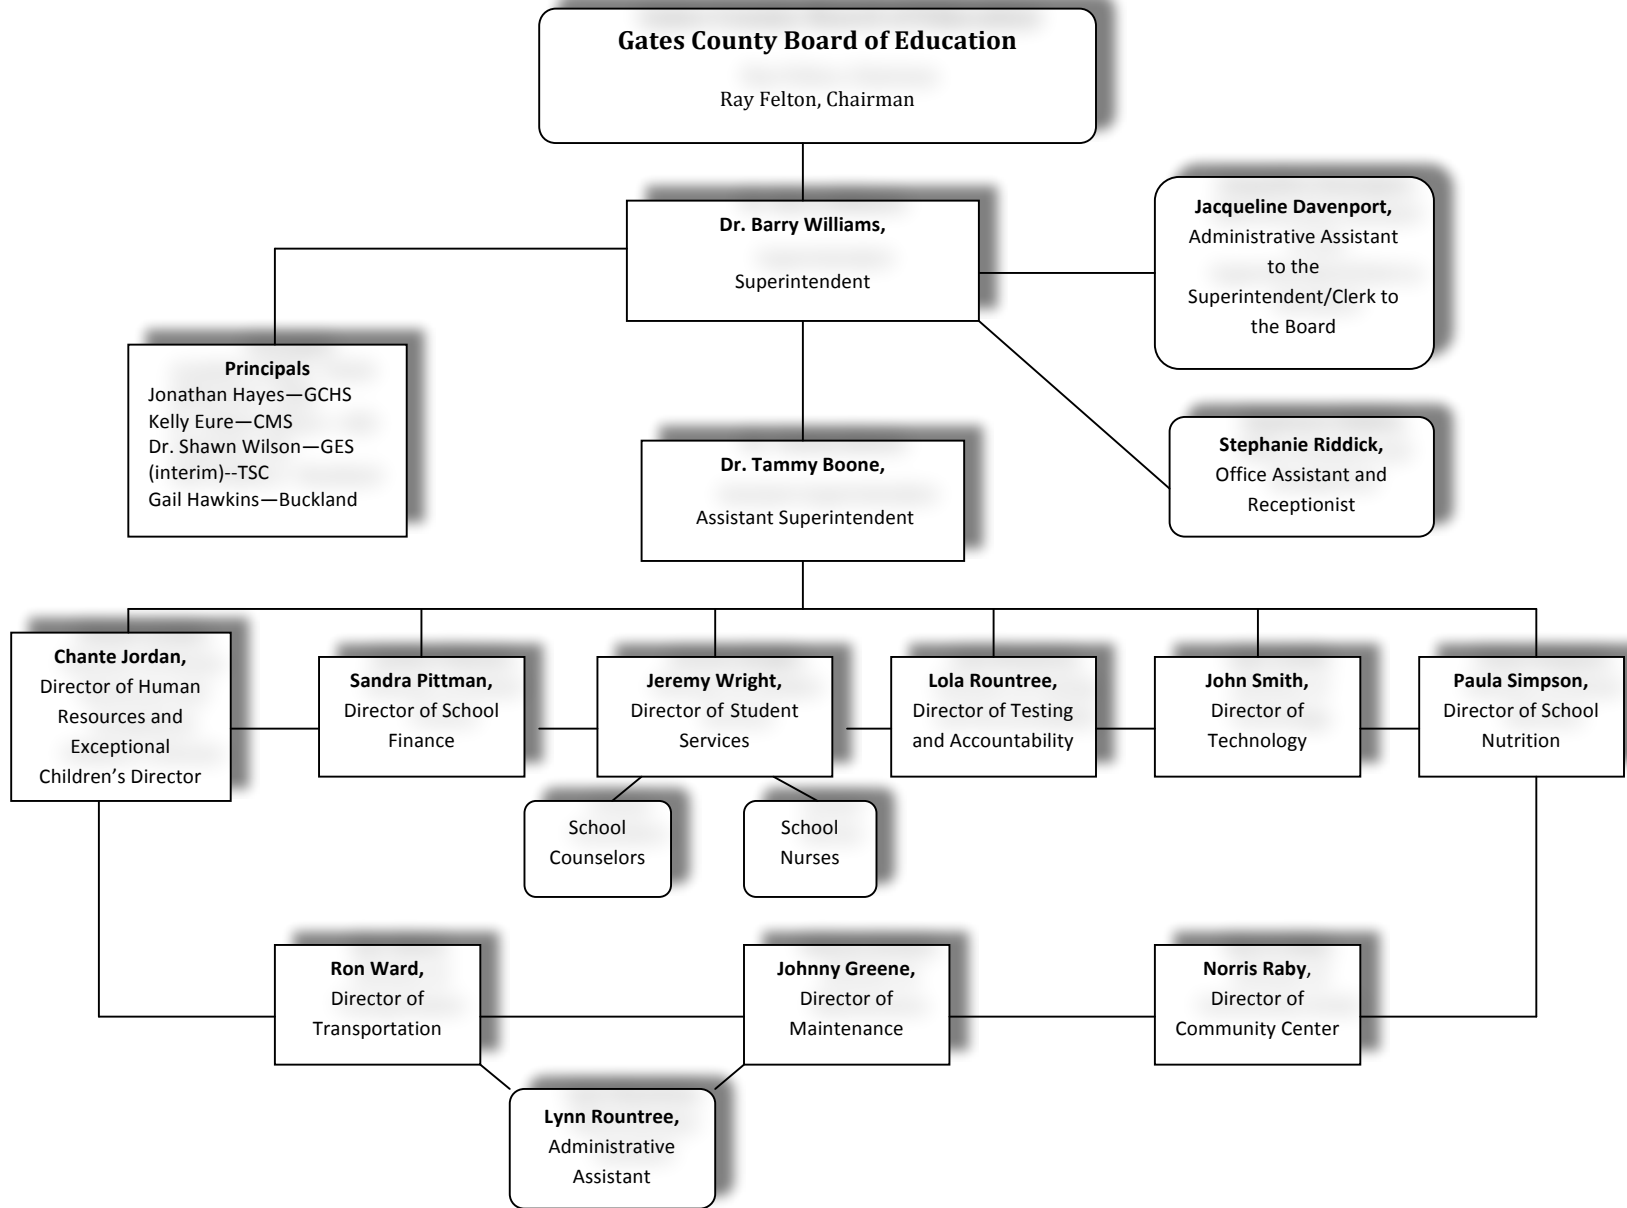 Gates County Board of Education
Ray Felton, Chairman
Dr. Barry Williams,
Superintendent
Jacqueline Davenport,
Administrative Assistant
to the
Superintendent/Clerk to
the Board
Principals
Jonathan Hayes—GCHS
Kelly Eure—CMS
Dr. Shawn Wilson—GES
(interim)--TSC
Gail Hawkins—Buckland
Stephanie Riddick,
Office Assistant and
Receptionist
Dr. Tammy Boone,
Assistant Superintendent
Chante Jordan,
Director of Human
Resources and
Exceptional
Children’s Director
Sandra Pittman,
Director of School
Finance
Jeremy Wright,
Director of Student
Services
Lola Rountree,
Director of Testing
and Accountability
John Smith,
Director of
Technology
Paula Simpson,
Director of School
Nutrition
School
Counselors
School
Nurses
Ron Ward,
Director of
Transportation
Johnny Greene,
Director of
Maintenance
Norris Raby,
Director of
Community Center
Lynn Rountree,
Administrative
Assistant